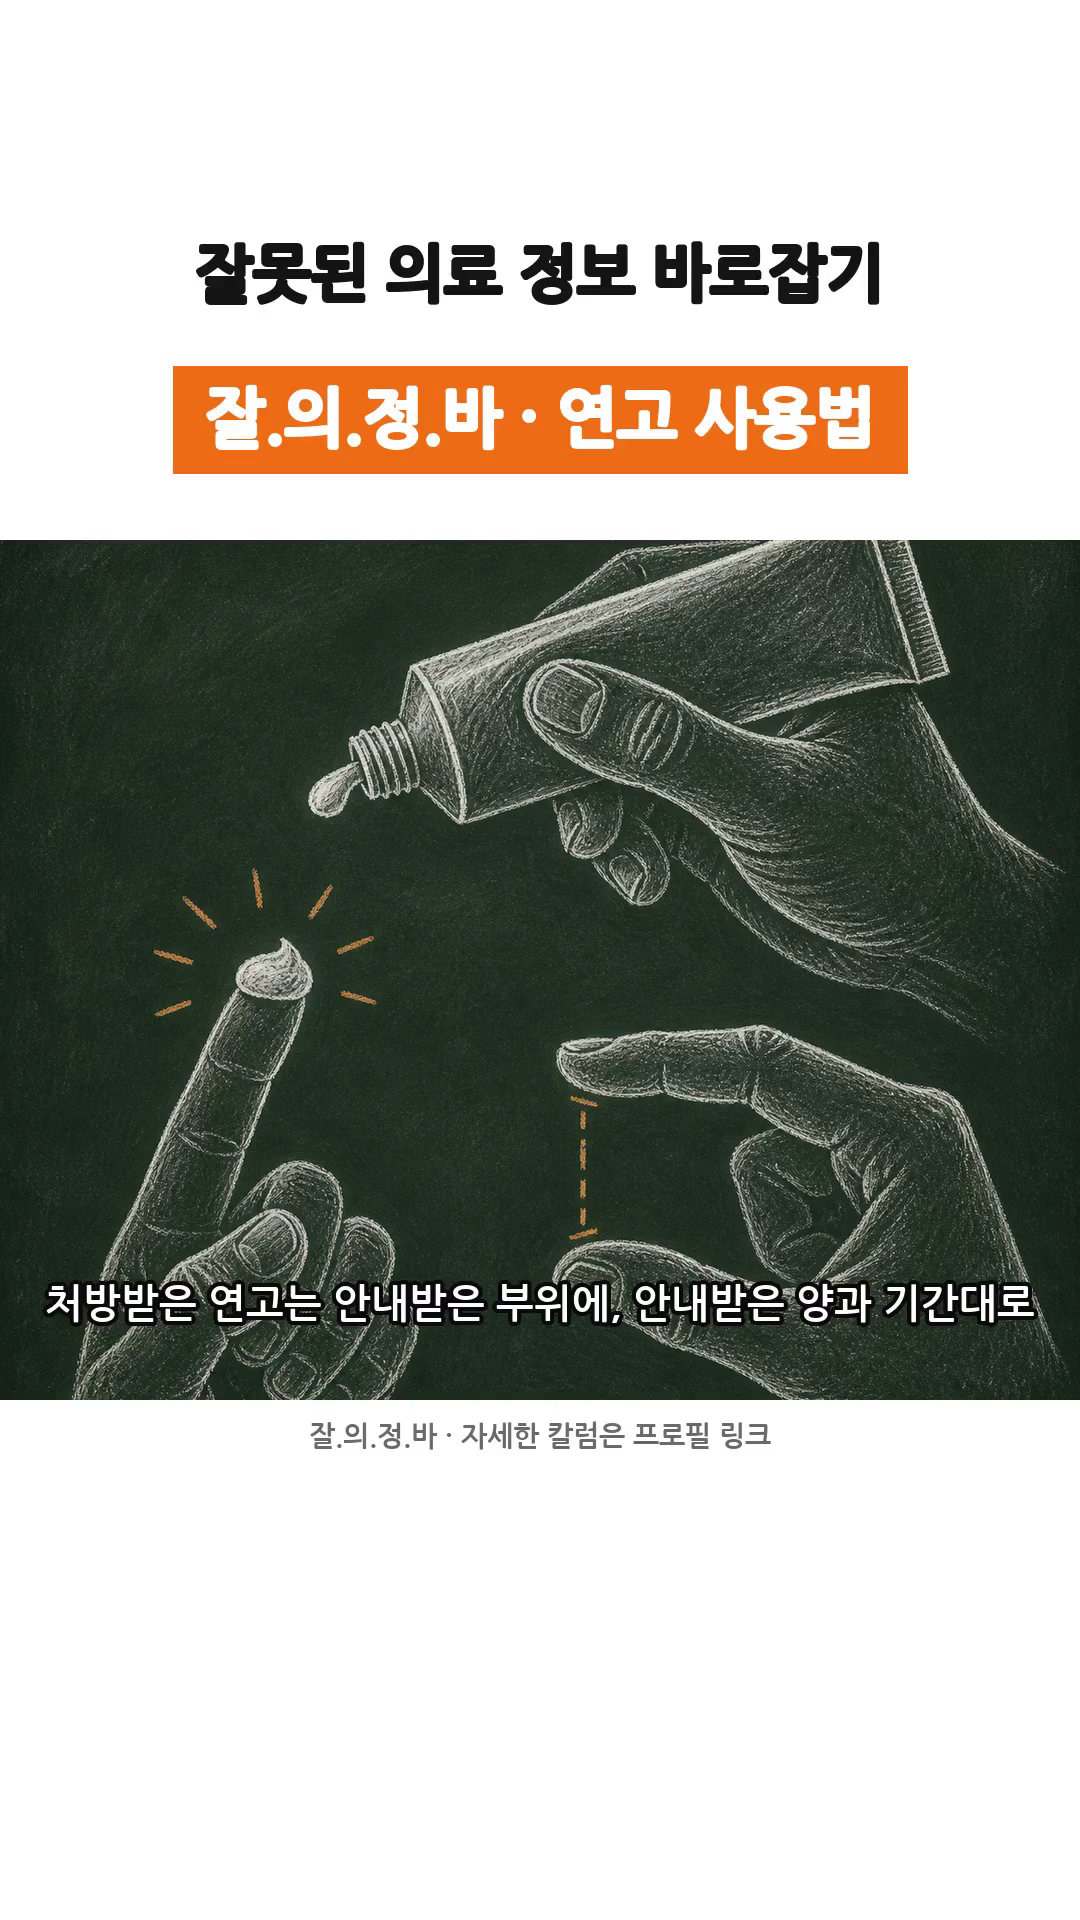 잘못된 의료 정보 바로잡기
잘.의.정.바 · 연고 사용법
처방받은 연고는 안내받은 부위에, 안내받은 양과 기간대로
잘.의.정.바 · 자세한 칼럼은 프로필 링크